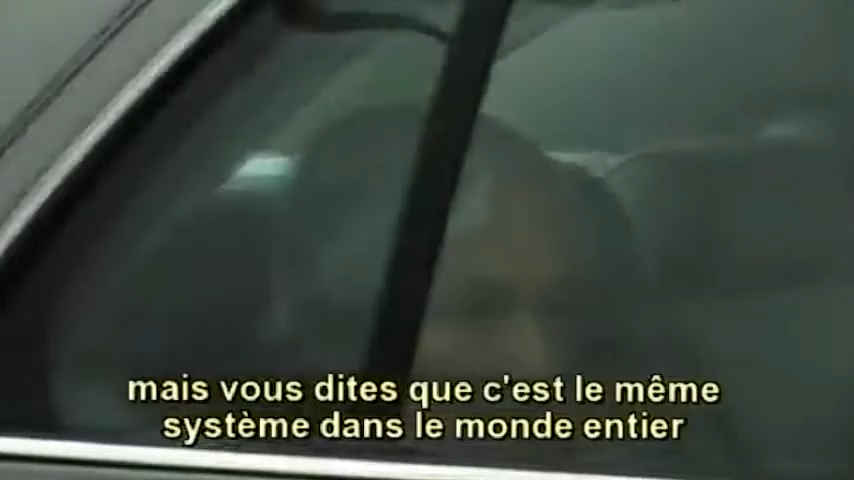 mais vous dites que c'est le même
système dans le monde entier